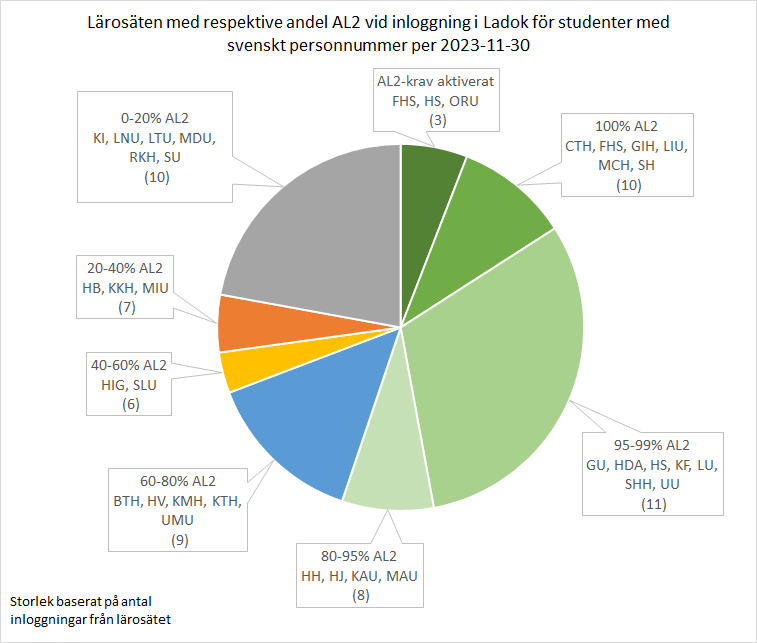 Lärosäten med respektive andel AL2 vid inloggning i Ladok för studenter med
svenskt personnummer per 2023-11-30
AL2-krav aktiverat
FHS, HS, ORU
(3)
100% AL2
CTH, FHS, GIH, LIU,
MCH, SH
(10)
95-99% AL2
GU, HDA, HS, KF, LU,
SHH, UU
(11)
80-95% AL2
HH, HJ, KAU, MAU
(8)
60-80% AL2
BTH, HV, KMH, KTH,
UMU
(9)
40-60% AL2
HIG, SLU
(6)
20-40% AL2
HB, KKH, MIU
(7)
0-20% AL2
KI, LNU, LTU, MDU,
RKH, SU
(10)
Storlek baserat på antal
inloggningar från lärosätet